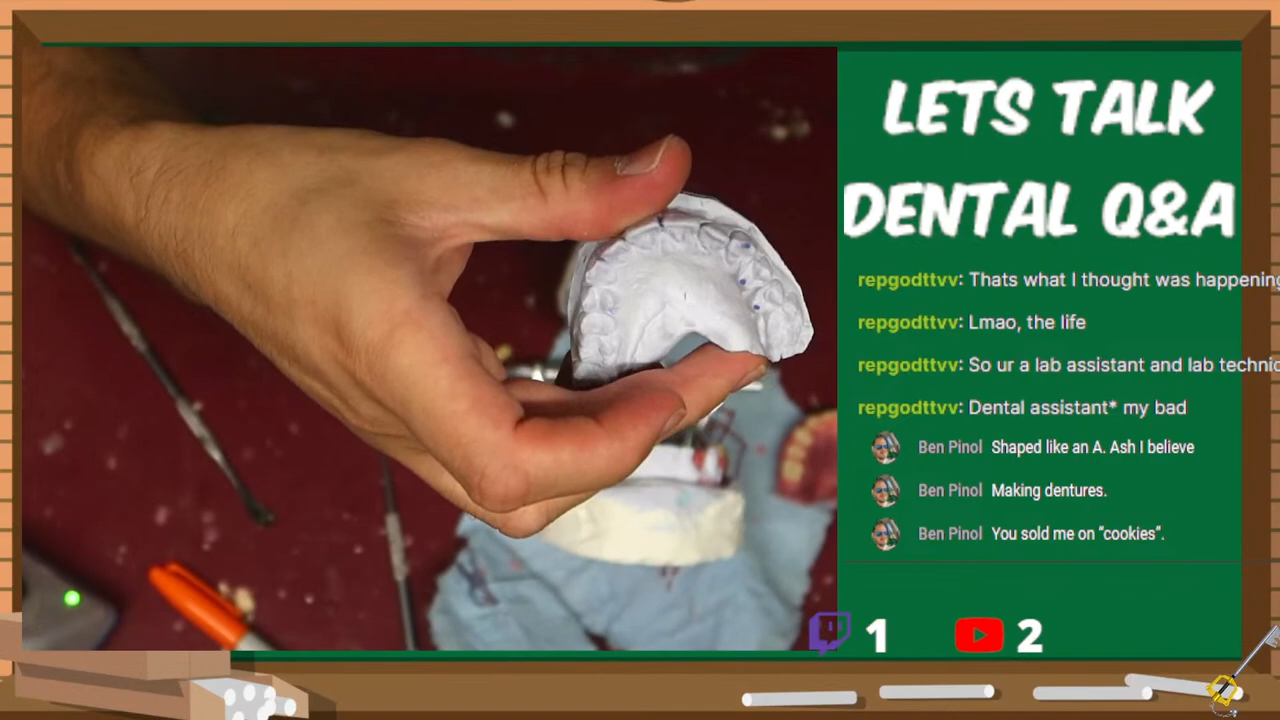 LETS TALK
DENTAL Q&A
repgodttvv: Thats what I thought was happening
repgodttvv: Lmao, the life
repgodttvv: So ur a lab assistant and lab technic
repgodttvv: Dental assistant* my bad
Ben Pinol Shaped like an A. Ash I believe
Ben Pinol Making dentures.
Ben Pinol You sold me on “cookies”.
1 2